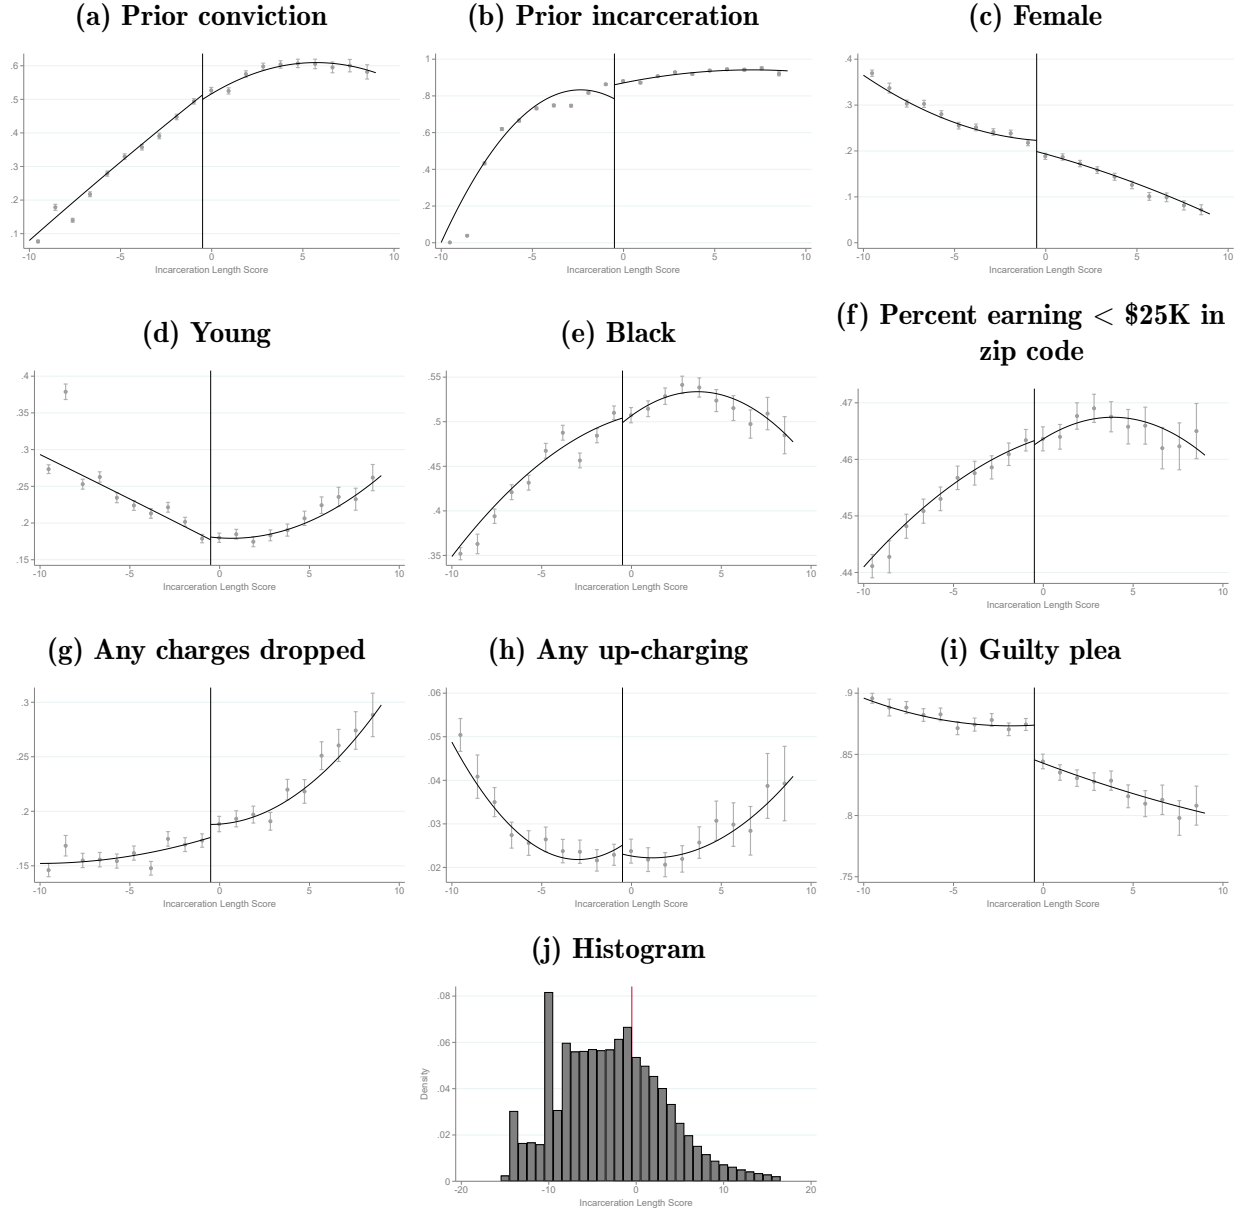 (a) Prior conviction
(b) Prior incarceration
(c) Female
.6
.5
.4
.3
.2
.1
-10 -5 0 5 10
Incarceration Length Score
1
.8
.6
.4
.2
0
-10 -5 0 5 10
Incarceration Length Score
.4
.3
.2
.1
0
-10 -5 0 5 10
Incarceration Length Score
(d) Young
(e) Black
(f) Percent earning < $25K in
zip code
.4
.35
.3
.25
.2
.15
-10 -5 0 5 10
Incarceration Length Score
.55
.5
.45
.4
.35
-10 -5 0 5 10
Incarceration Length Score
.47
.46
.45
.44
-10 -5 0 5 10
Incarceration Length Score
(g) Any charges dropped
(h) Any up-charging
(i) Guilty plea
.3
.25
.2
.15
-10 -5 0 5 10
Incarceration Length Score
.06
.05
.04
.03
.02
-10 -5 0 5 10
Incarceration Length Score
.9
.85
.8
.75
-10 -5 0 5 10
Incarceration Length Score
(j) Histogram
Density
.08
.06
.04
.02
0
-20 -10 0 10 20
Incarceration Length Score